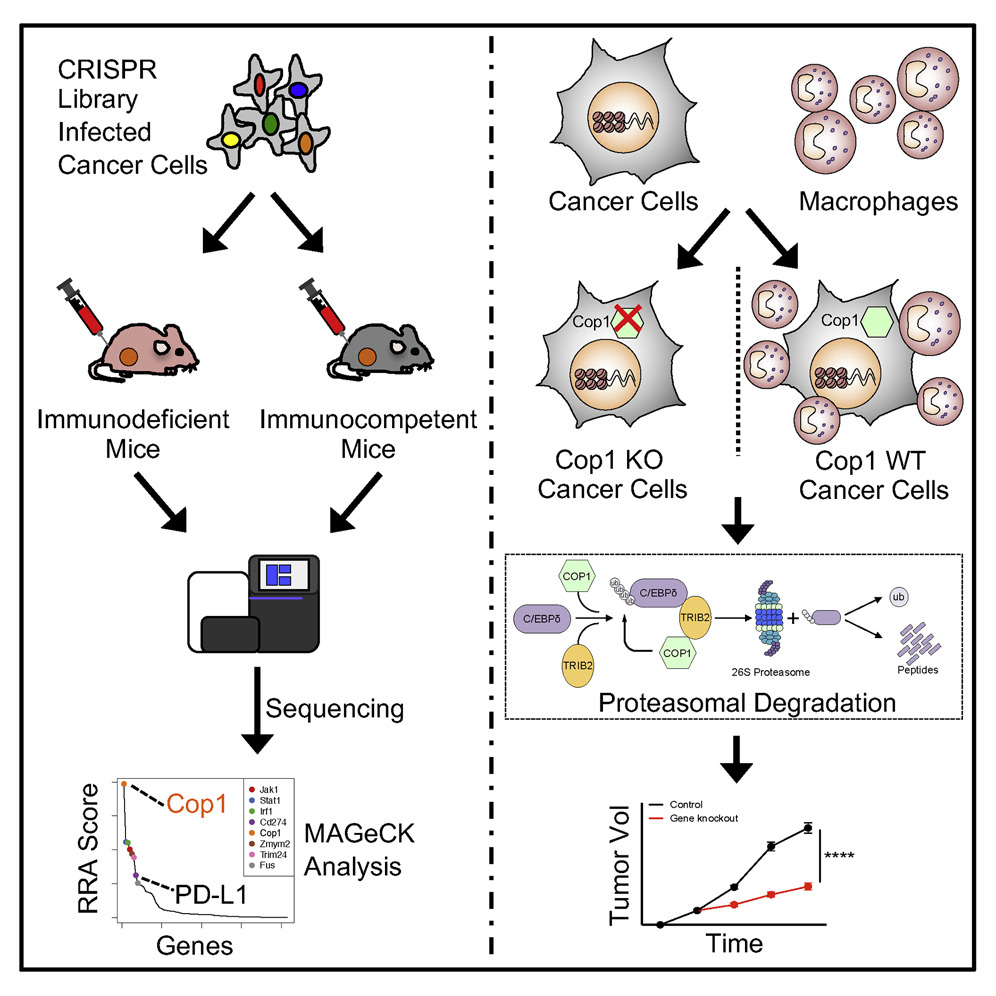 CRISPR
Library
Infected
Cancer Cells
Immunodeficient
Mice
Immunocompetent
Mice
Sequencing
RRA Score
Cop1
PD-L1
Jak1
Stat1
Irf1
Cd274
Cop1
Zmym2
Trim24
Fus
Genes
MAGeCK
Analysis
Cancer Cells
Macrophages
Cop1
Cop1
Cop1 KO
Cancer Cells
Cop1 WT
Cancer Cells
COP1
C/EBPδ
TRIB2
ub
ub
ub
ub
C/EBPδ
TRIB2
COP1
26S Proteasome
+
ub
Peptides
Proteasomal Degradation
Tumor Vol
Control
Gene knockout
****
Time